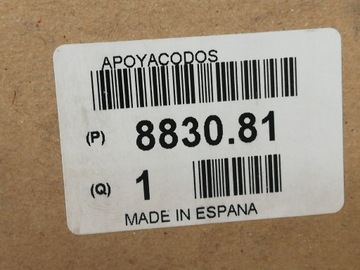 APOYACODOS
(P) 8830.81
(Q) 1
MADE IN ESPANA